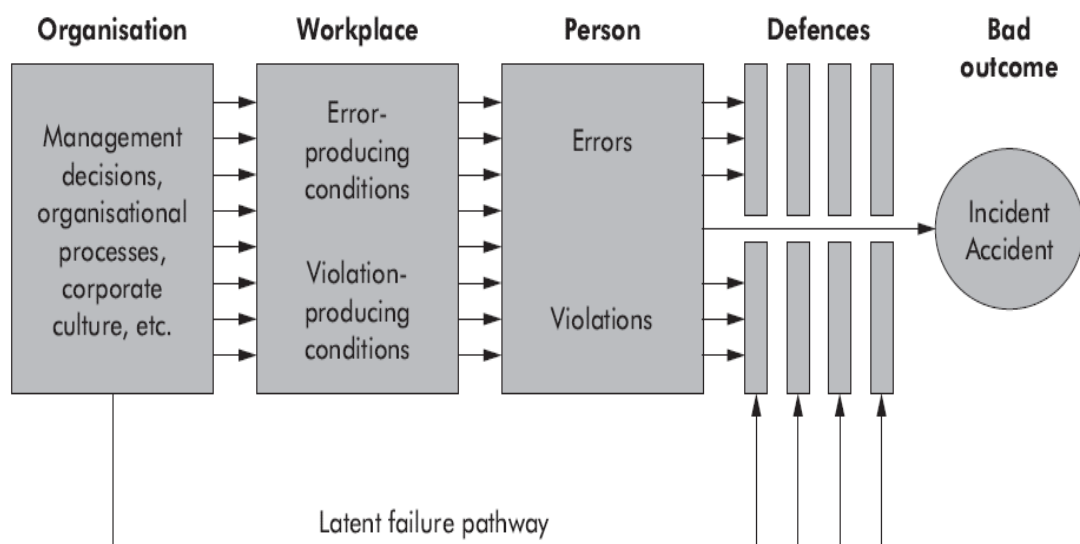 Organisation
Workplace
Person
Defences
Bad
outcome
Management
decisions,
organisational
processes,
corporate
culture, etc.
Error-
producing
conditions
Violation-
producing
conditions
Errors
Violations
Incident
Accident
Latent failure pathway